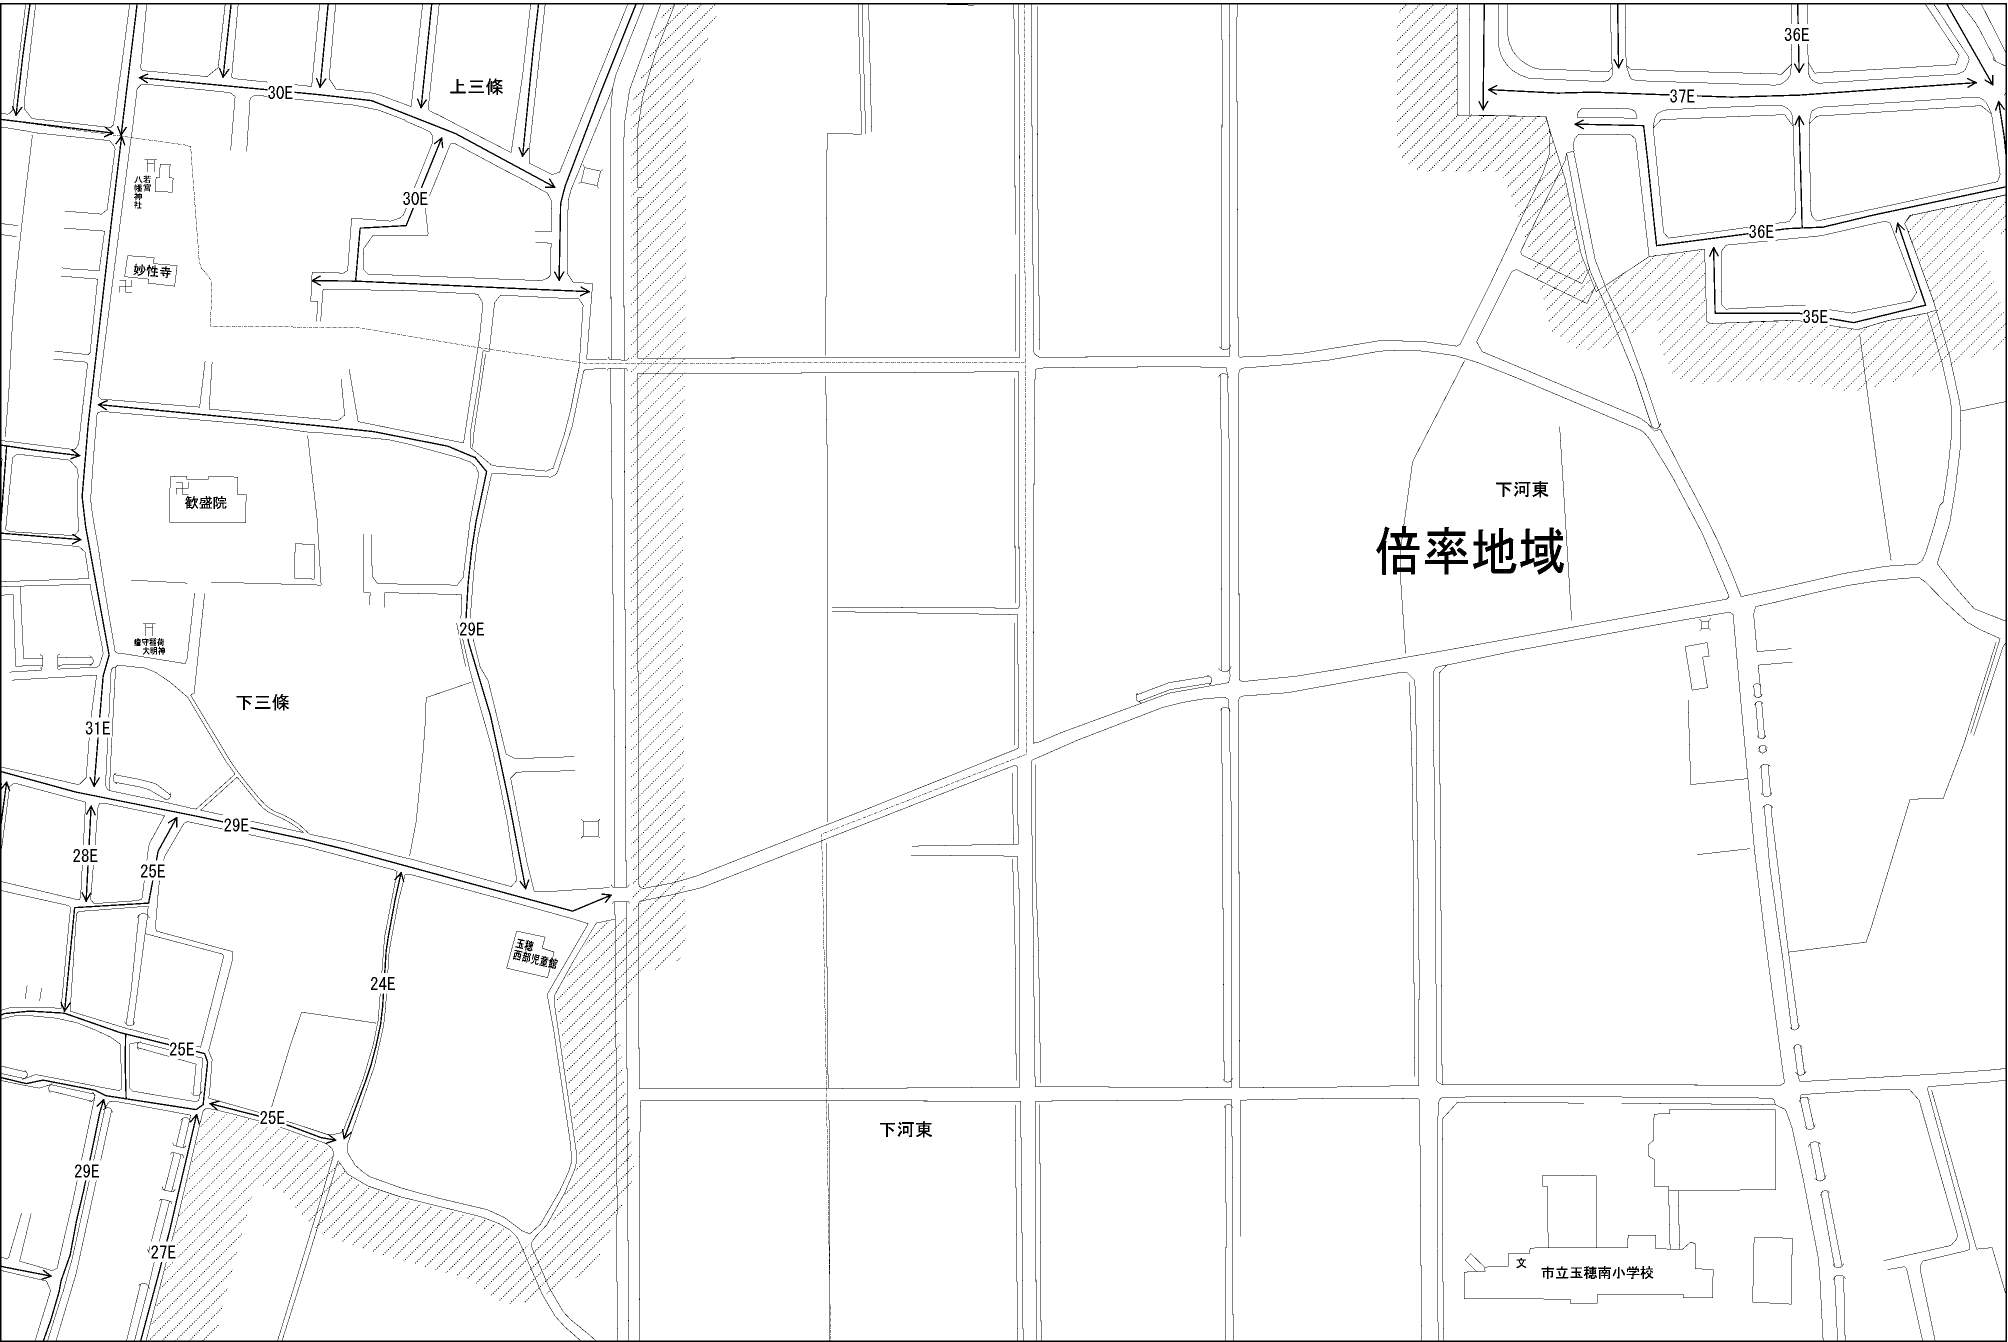 36E
上三條
30E
37E
若宮
八幡神社
30E
36E
妙性寺
35E
下河東
歓盛院
倍率地域
29E
稲荷
大明神
下三條
31E
29E
28E
25E
玉穂
西部児童館
24E
25E
25E
下河東
29E
27E
文
市立玉穂南小学校